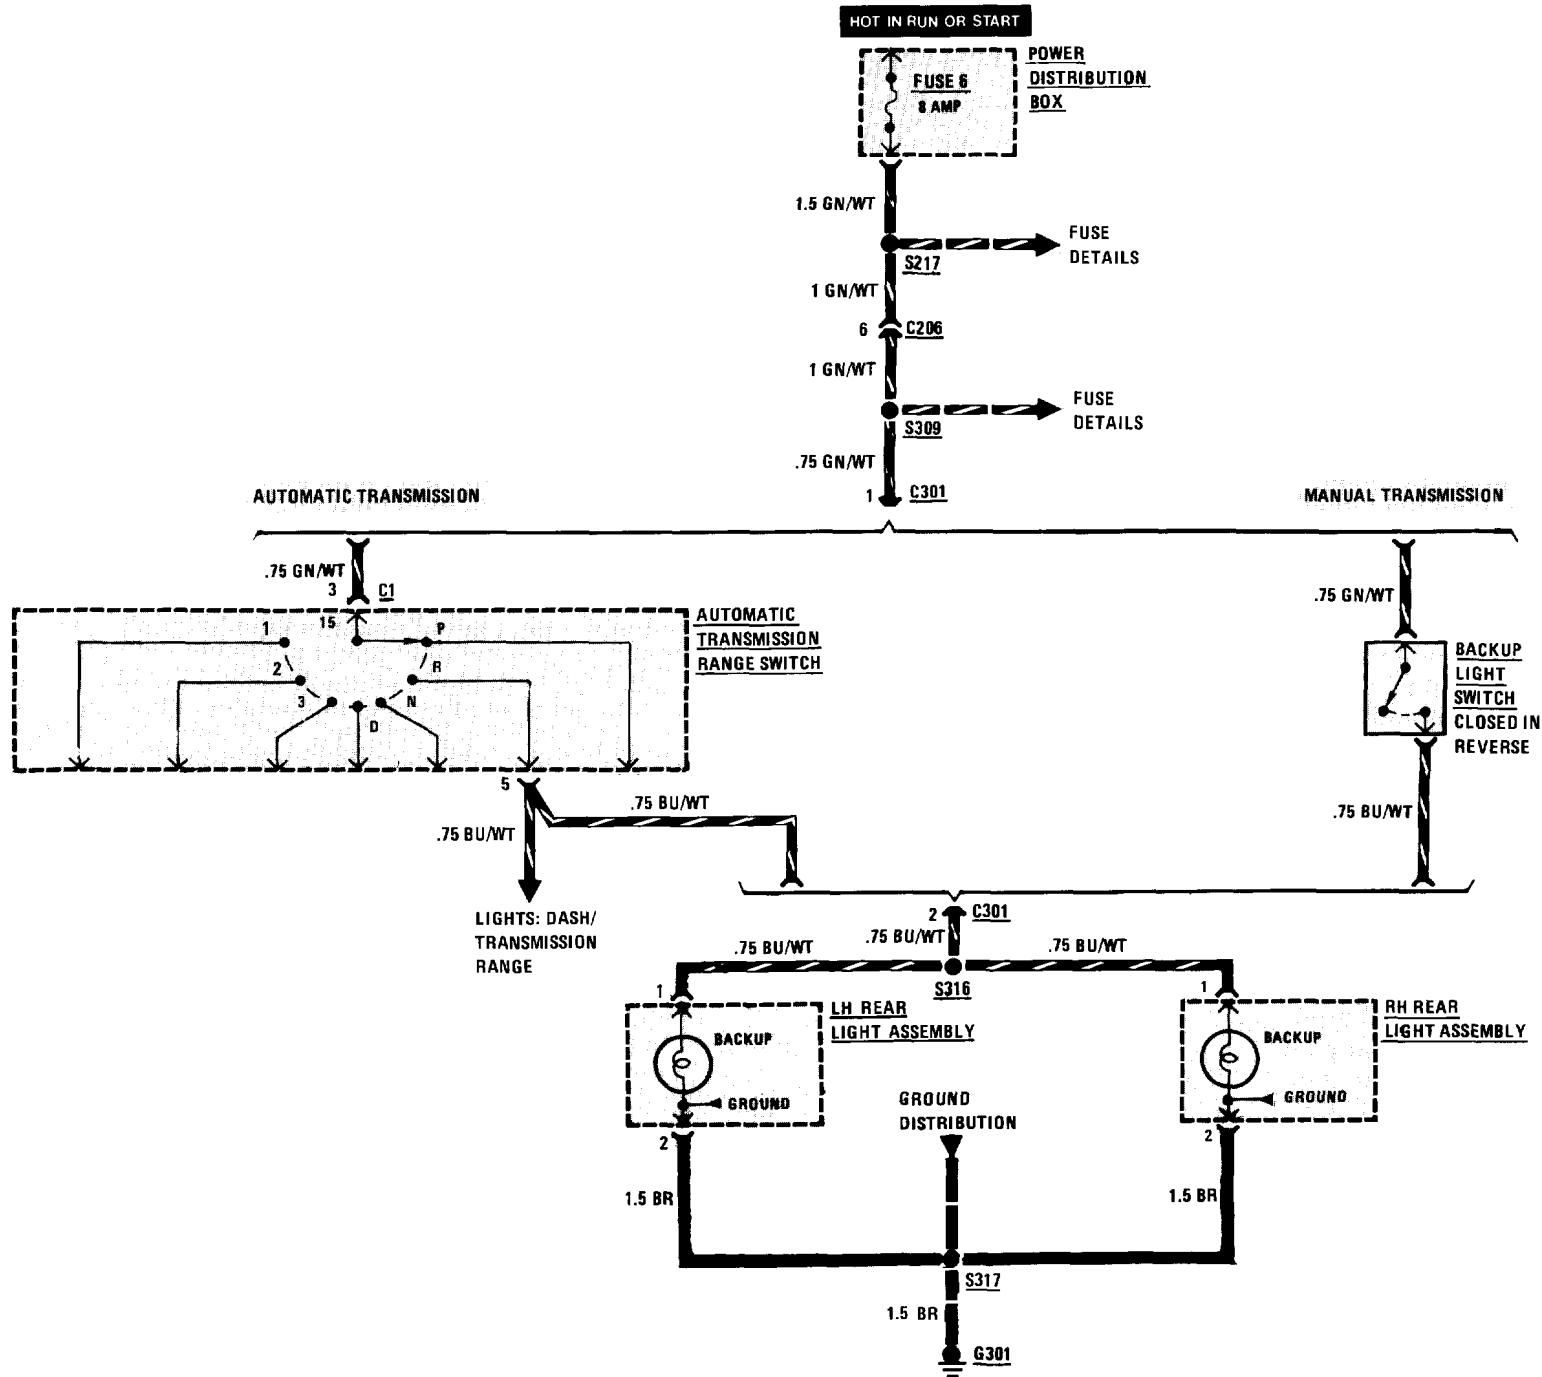 HOT IN RUN OR START
POWER
DISTRIBUTION
BOX
FUSE 6
8 AMP
1.5 GN/WT
FUSE
DETAILS
S217
1 GN/WT
6
C206
1 GN/WT
FUSE
DETAILS
S309
.75 GN/WT
1
C301
AUTOMATIC TRANSMISSION
MANUAL TRANSMISSION
.75 GN/WT
3
C1
.75 GN/WT
AUTOMATIC
TRANSMISSION
RANGE SWITCH
1
15
P
2
R
3
N
D
BACKUP
LIGHT
SWITCH
CLOSED IN
REVERSE
5
.75 BU/WT
.75 BU/WT
.75 BU/WT
LIGHTS: DASH/
TRANSMISSION
RANGE
2
C301
.75 BU/WT
.75 BU/WT
.75 BU/WT
S316
1
1
LH REAR
LIGHT ASSEMBLY
RH REAR
LIGHT ASSEMBLY
BACKUP
BACKUP
GROUND
GROUND
GROUND
DISTRIBUTION
2
2
1.5 BR
1.5 BR
S317
1.5 BR
G301